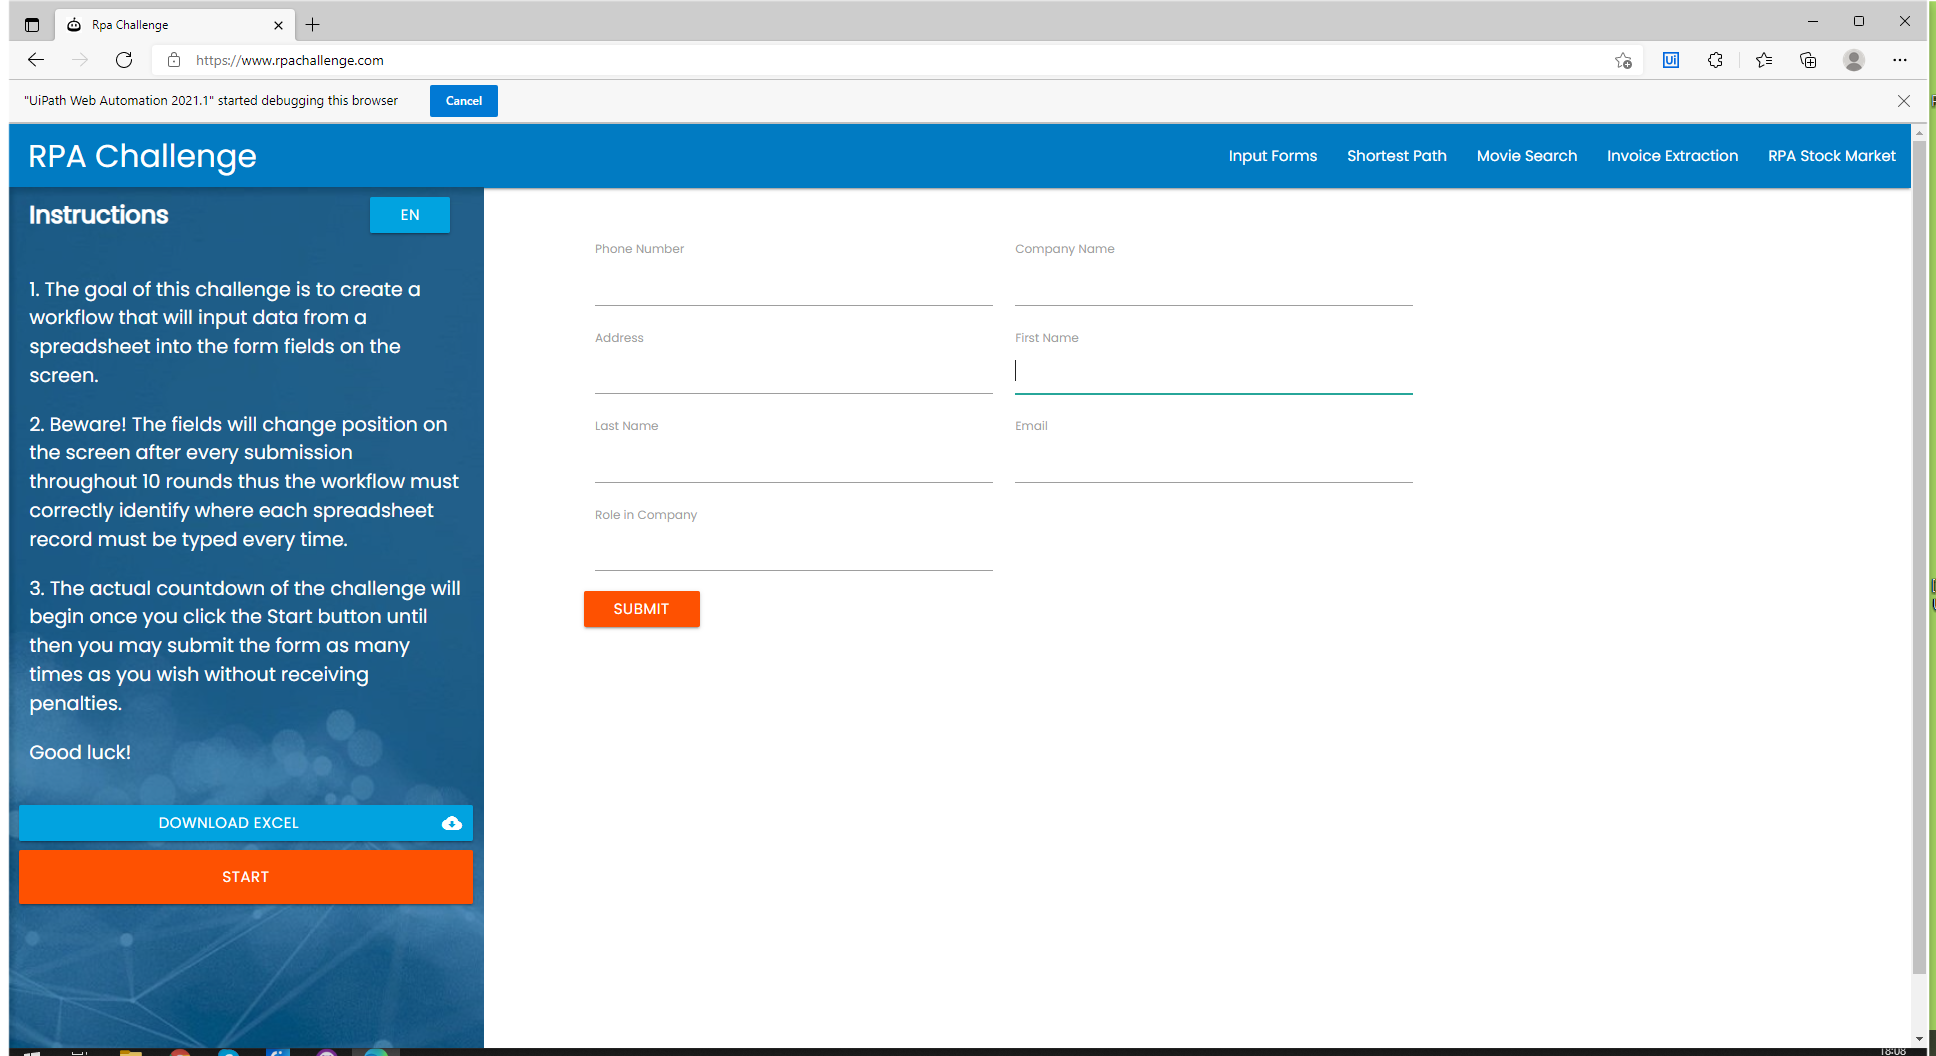 Rpa Challenge
https://www.rpachallenge.com
Ui
"UiPath Web Automation 2021.1" started debugging this browser
Cancel
RPA Challenge
Input Forms
Shortest Path
Movie Search
Invoice Extraction
RPA Stock Market
Instructions
EN
1. The goal of this challenge is to create a
workflow that will input data from a
spreadsheet into the form fields on the
screen.
2. Beware! The fields will change position on
the screen after every submission
throughout 10 rounds thus the workflow must
correctly identify where each spreadsheet
record must be typed every time.
3. The actual countdown of the challenge will
begin once you click the Start button until
then you may submit the form as many
times as you wish without receiving
penalties.
Good luck!
DOWNLOAD EXCEL
START
Phone Number
Company Name
Address
First Name
Last Name
Email
Role in Company
SUBMIT
18:08